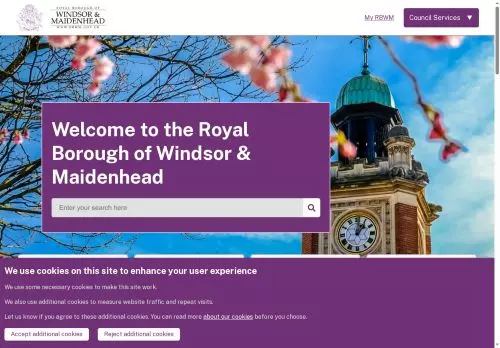 ROYAL BOROUGH OF
WINDSOR &
MAIDENHEAD
WWW.RBWM.GOV.UK
My RBWM
Council Services
Welcome to the Royal
Borough of Windsor &
Maidenhead
Enter your search here
We use cookies on this site to enhance your user experience
We use some necessary cookies to make this site work.
We also use additional cookies to measure website traffic and repeat visits.
Let us know if you agree to these additional cookies. You can read more about our cookies before you choose.
Accept additional cookies
Reject additional cookies